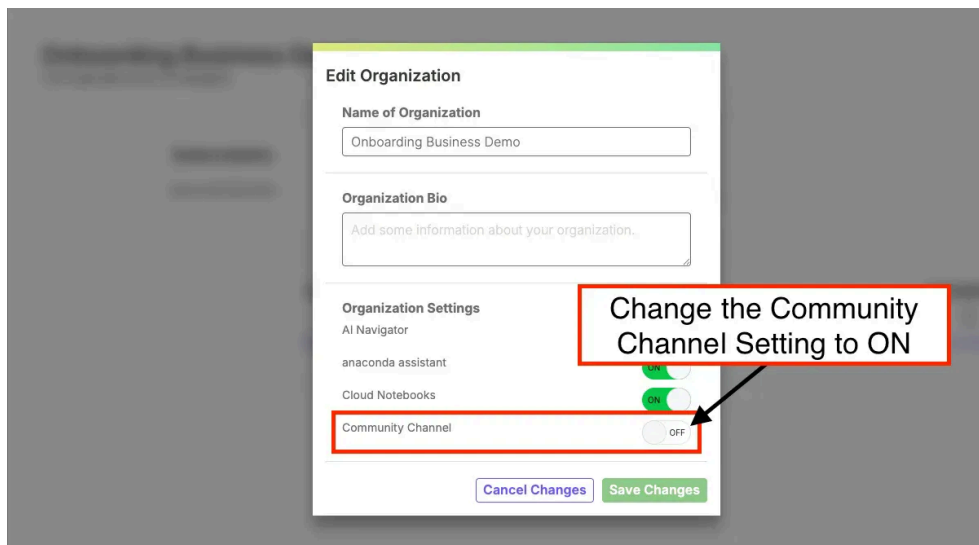 Edit Organization
Name of Organization
Onboarding Business Demo
Organization Bio
Add some information about your organization.
Organization Settings
AI Navigator
Change the Community
Channel Setting to ON
anaconda assistant
ON
Cloud Notebooks
ON
Community Channel
OFF
Cancel Changes
Save Changes